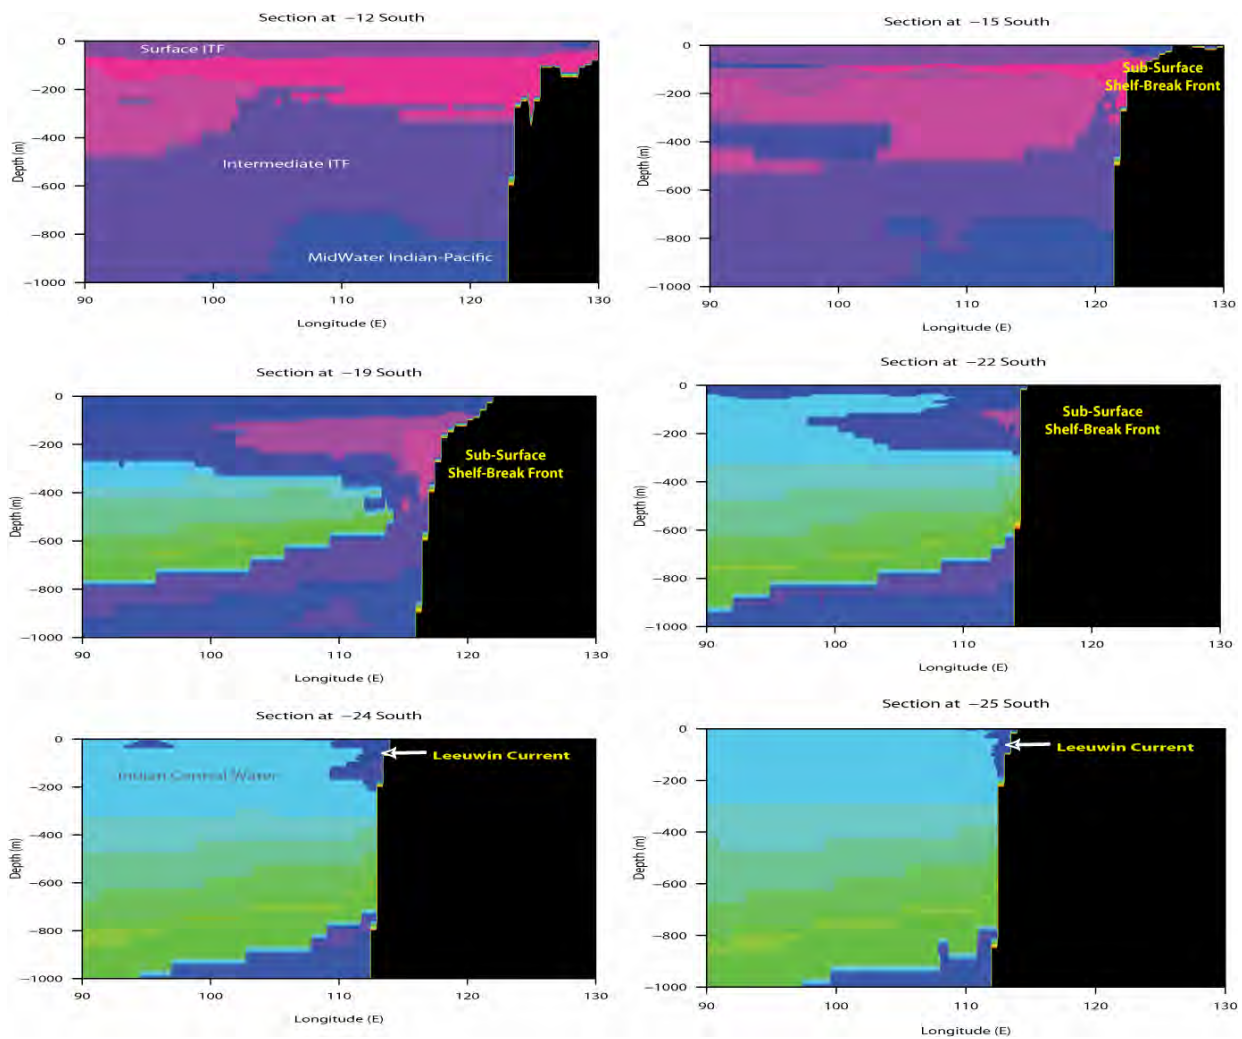 Section at −12 South
Surface ITF
Intermediate ITF
MidWater Indian-Pacific
0
−200
−400
−600
−800
−1000
Depth (m)
90
100
110
120
130
Longitude (E)
Section at −15 South
Sub-Surface
Shelf-Break Front
0
−200
−400
−600
−800
−1000
Depth (m)
90
100
110
120
130
Longitude (E)
Section at −19 South
Sub-Surface
Shelf-Break Front
0
−200
−400
−600
−800
−1000
Depth (m)
90
100
110
120
130
Longitude (E)
Section at −22 South
Sub-Surface
Shelf-Break Front
0
−200
−400
−600
−800
−1000
Depth (m)
90
100
110
120
130
Longitude (E)
Section at −24 South
Leeuwin Current
Indian Central Water
0
−200
−400
−600
−800
−1000
Depth (m)
90
100
110
120
130
Longitude (E)
Section at −25 South
Leeuwin Current
0
−200
−400
−600
−800
−1000
Depth (m)
90
100
110
120
130
Longitude (E)